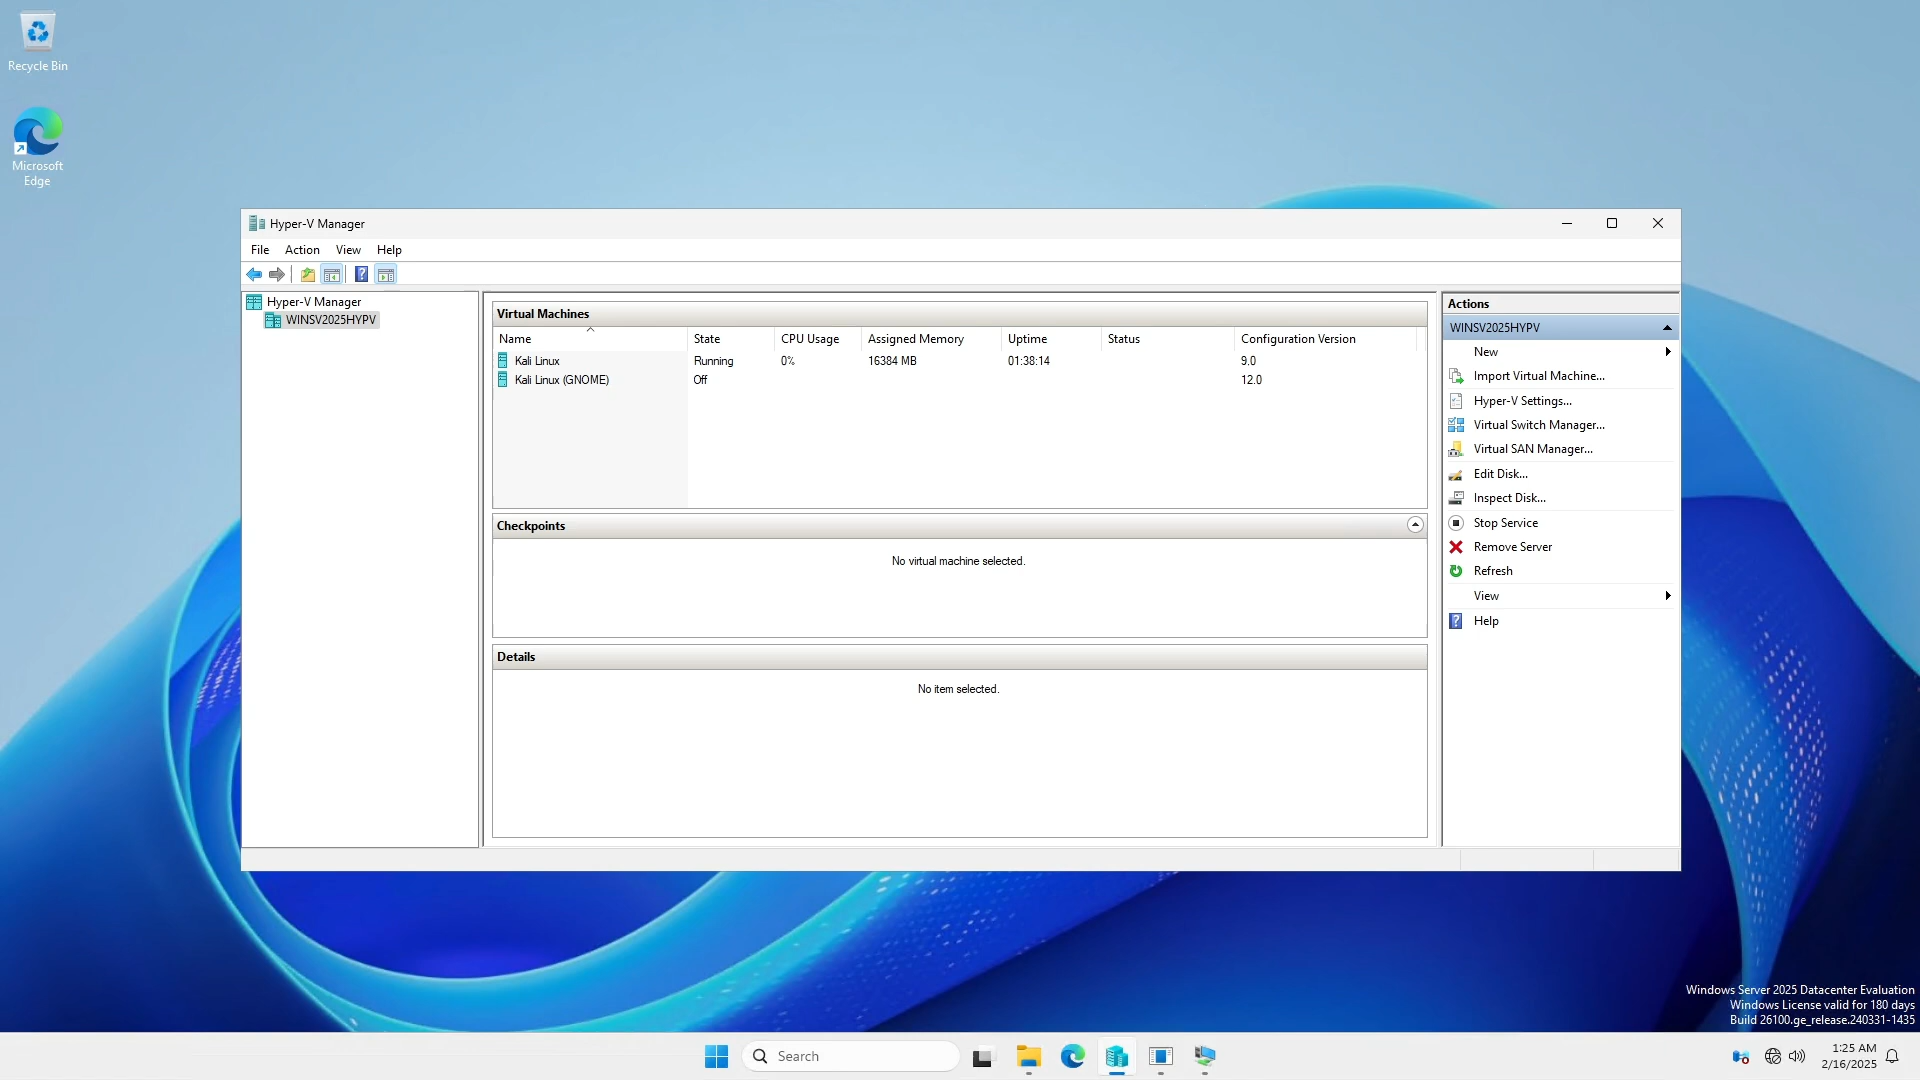 Recycle Bin
Microsoft
Edge
Hyper-V Manager
File Action View Help
Hyper-V Manager
WINSV2025HYPV
Virtual Machines
Name State CPU Usage Assigned Memory Uptime Status Configuration Version
Kali Linux Running 0% 16384 MB 01:38:14 9.0
Kali Linux (GNOME) Off 12.0
Checkpoints
No virtual machine selected.
Details
No item selected.
Actions
WINSV2025HYPV
New
Import Virtual Machine...
Hyper-V Settings...
Virtual Switch Manager...
Virtual SAN Manager...
Edit Disk...
Inspect Disk...
Stop Service
Remove Server
Refresh
View
Help
Windows Server 2025 Datacenter Evaluation
Windows License valid for 180 days
Build 26100.ge_release.240331-1435
Search
1:25 AM
2/16/2025